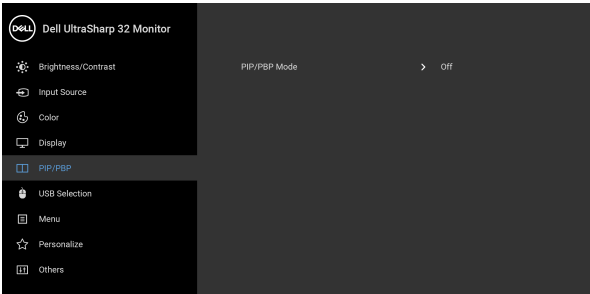 DELL Dell UltraSharp 32 Monitor
Brightness/Contrast
PIP/PBP Mode > Off
Input Source
Color
Display
PIP/PBP
USB Selection
Menu
Personalize
Others